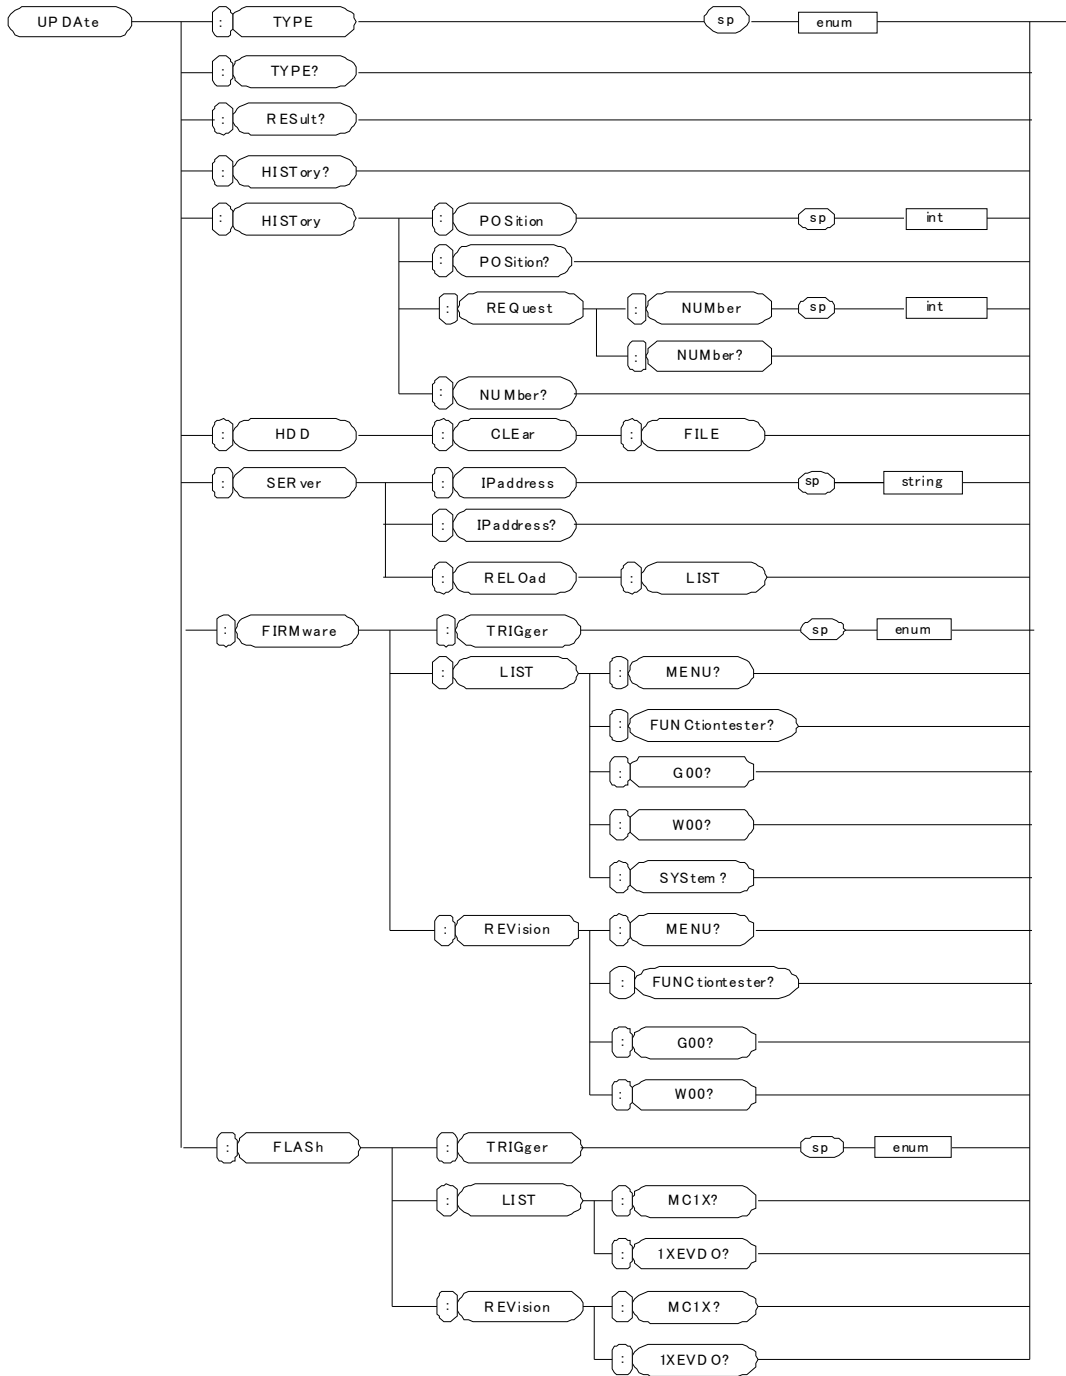 UPDAte : TYPE sp enum
: TYPE?
: RESult?
: HISTory?
: HISTory : POSition sp int
: POSition?
: REQuest : NUMber sp int
: NUMber?
: NUMber?
: HDD : CLEar : FILE
: SERver : IPaddress sp string
: IPaddress?
: RELOad : LIST
: FIRMware : TRIGger sp enum
: LIST : MENU?
: FUNCtiontester?
: G00?
: W00?
: SYStem?
: REVision : MENU?
: FUNCtiontester?
: G00?
: W00?
: FLASh : TRIGger sp enum
: LIST : MC1X?
: 1XEVDO?
: REVision : MC1X?
: 1XEVDO?